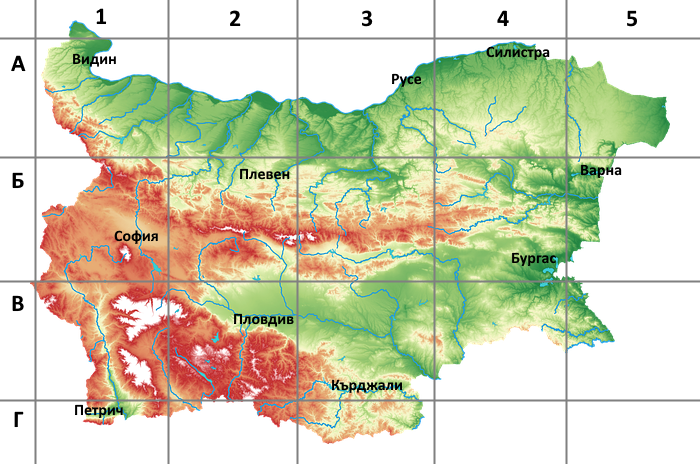 1 2 3 4 5
А
Видин
Силистра
Русе
Б
Плевен
Варна
София
Бургас
В
Пловдив
Кърджали
Петрич
Г